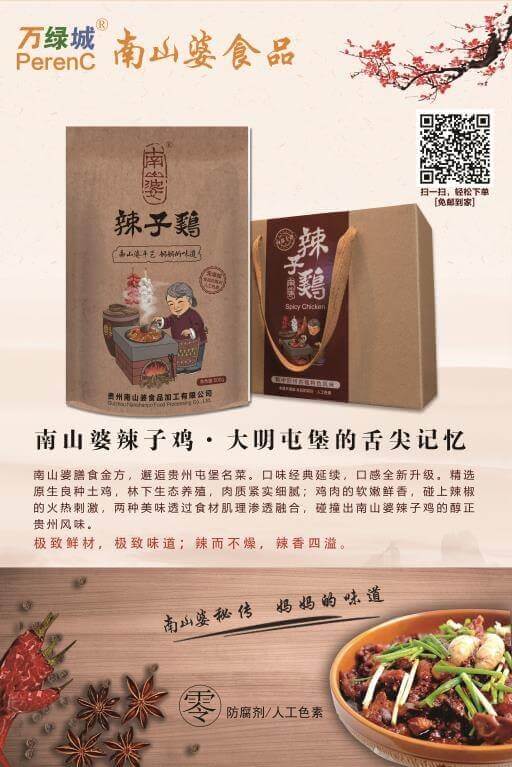 万绿城®
PerenC
南山婆食品
扫一扫，轻松下单
[免邮到家]
南山婆®
辣子鷄
南山婆手艺 妈妈的味道
贵州南山婆食品加工有限公司
Guizhou Nanshanpo Food Processing Co.,Ltd.
辣子鷄
南山婆
Spicy Chicken
南山婆辣子鸡·大明屯堡的舌尖记忆
南山婆膳食金方，邂逅贵州屯堡名菜。口味经典延续，口感全新升级。精选
原生良种土鸡，林下生态养殖，肉质紧实细腻；鸡肉的软嫩鲜香，碰上辣椒
的火热刺激，两种美味透过食材肌理渗透融合，碰撞出南山婆辣子鸡的醇正
贵州风味。
极致鲜材，极致味道；辣而不燥，辣香四溢。
南山婆秘传 妈妈的味道
零 防腐剂/人工色素